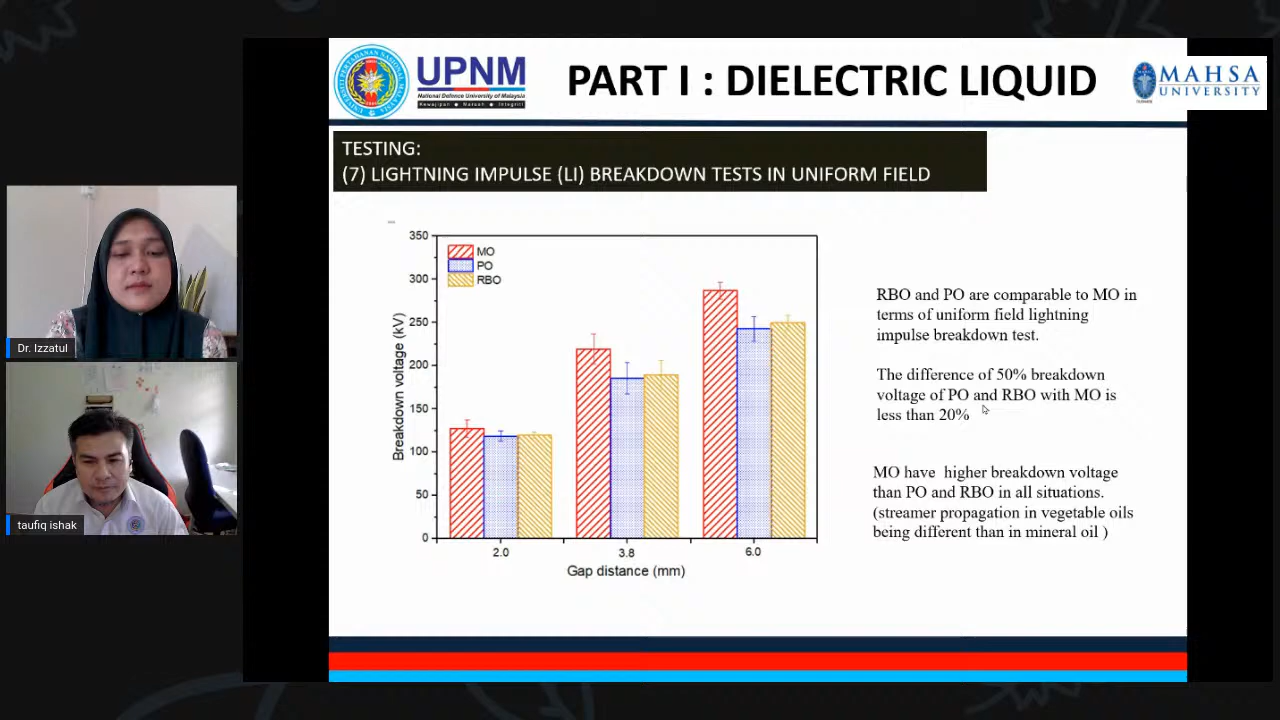 UPNM
National Defence University of Malaysia
Kewajipan ● Maruah ● Integriti
PART I : DIELECTRIC LIQUID
MAHSA
UNIVERSITY
TESTING:
(7) LIGHTNING IMPULSE (LI) BREAKDOWN TESTS IN UNIFORM FIELD
Dr. Izzatul
taufiq ishak
350
300
250
200
150
100
50
0
Breakdown voltage (kV)
MO
PO
RBO
2.0
3.8
6.0
Gap distance (mm)
RBO and PO are comparable to MO in
terms of uniform field lightning
impulse breakdown test.
The difference of 50% breakdown
voltage of PO and RBO with MO is
less than 20%
MO have higher breakdown voltage
than PO and RBO in all situations.
(streamer propagation in vegetable oils
being different than in mineral oil )